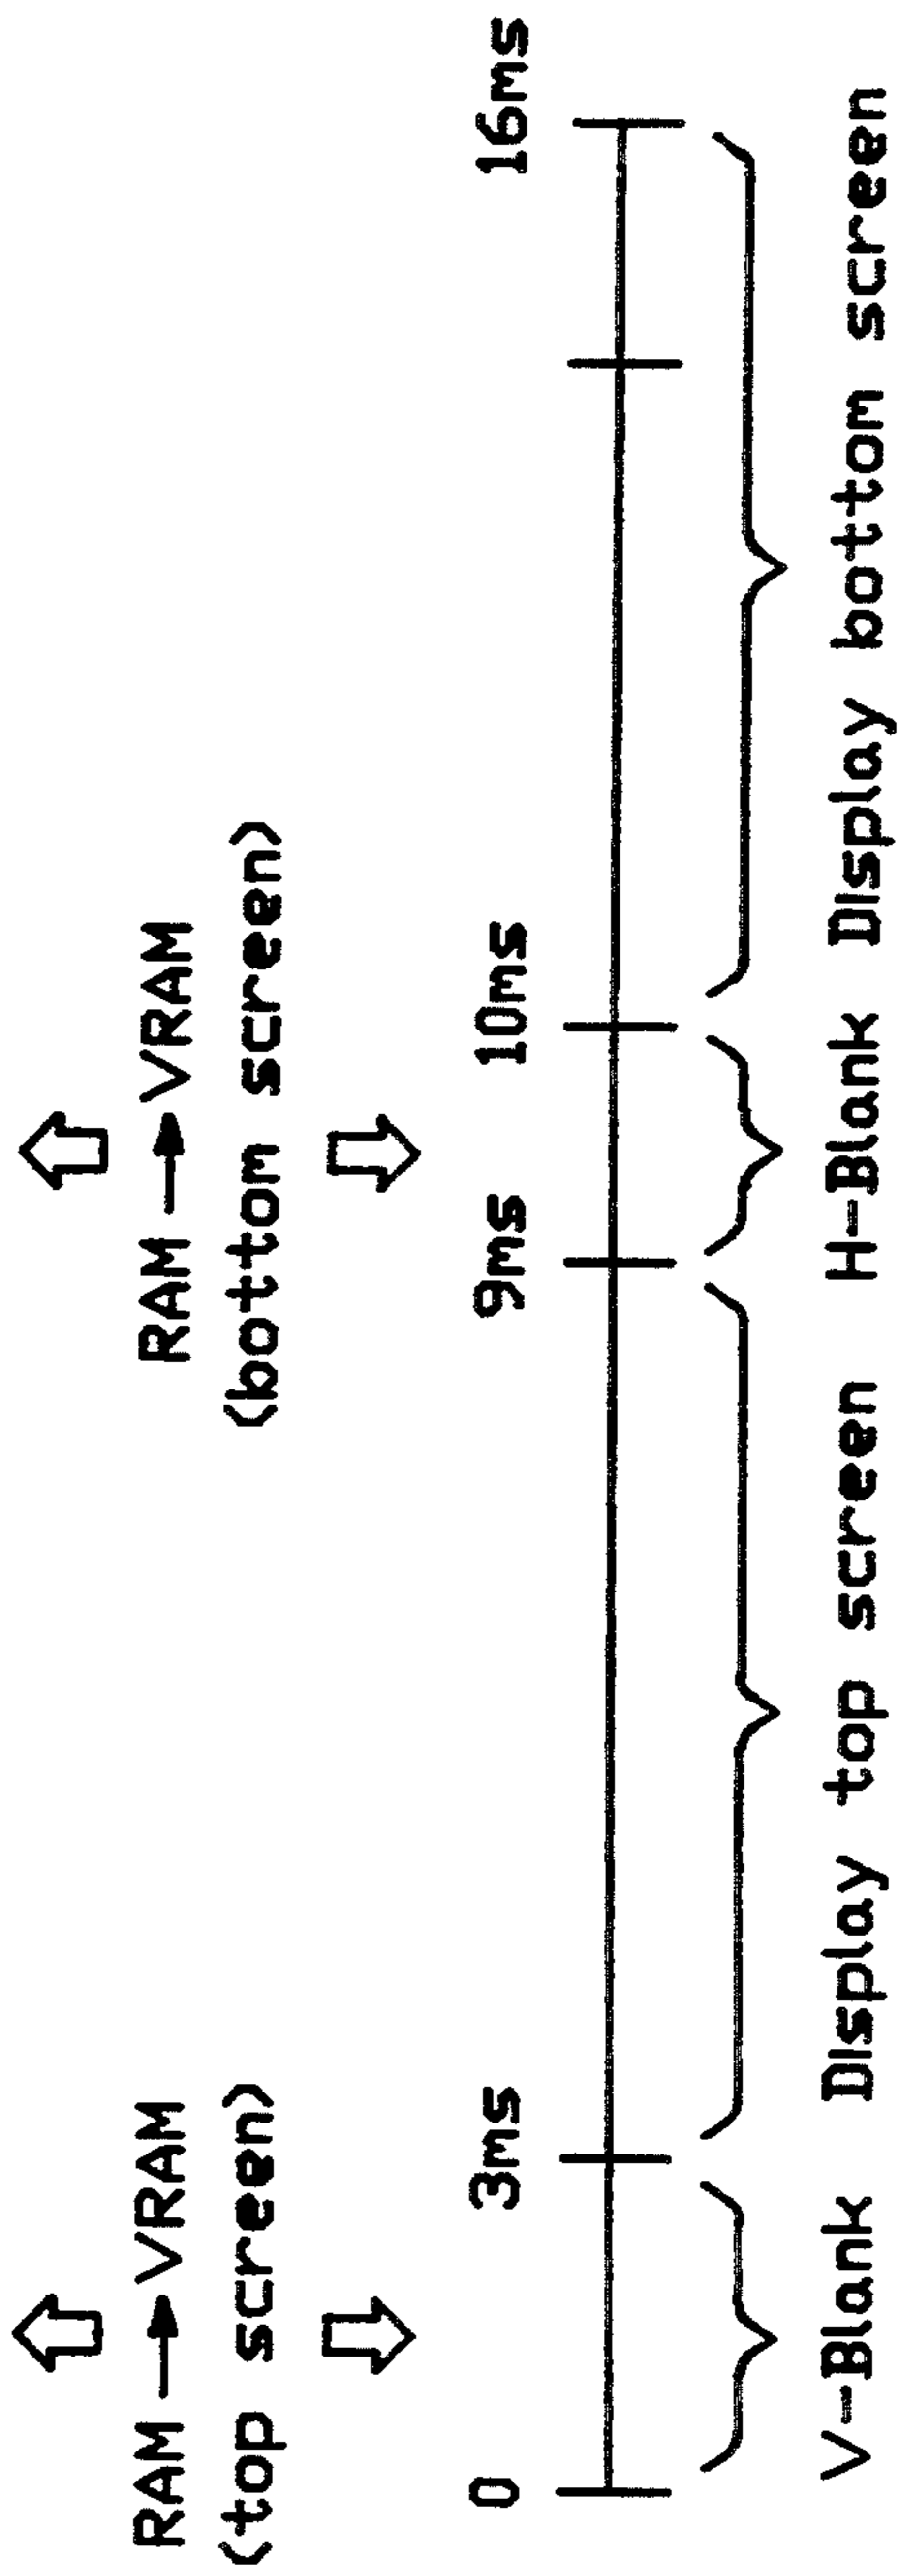 RAM → VRAM
(top screen)
RAM → VRAM
(bottom screen)
0
3ms
9ms
10ms
16ms
V-Blank
Display top screen
H-Blank
Display bottom screen